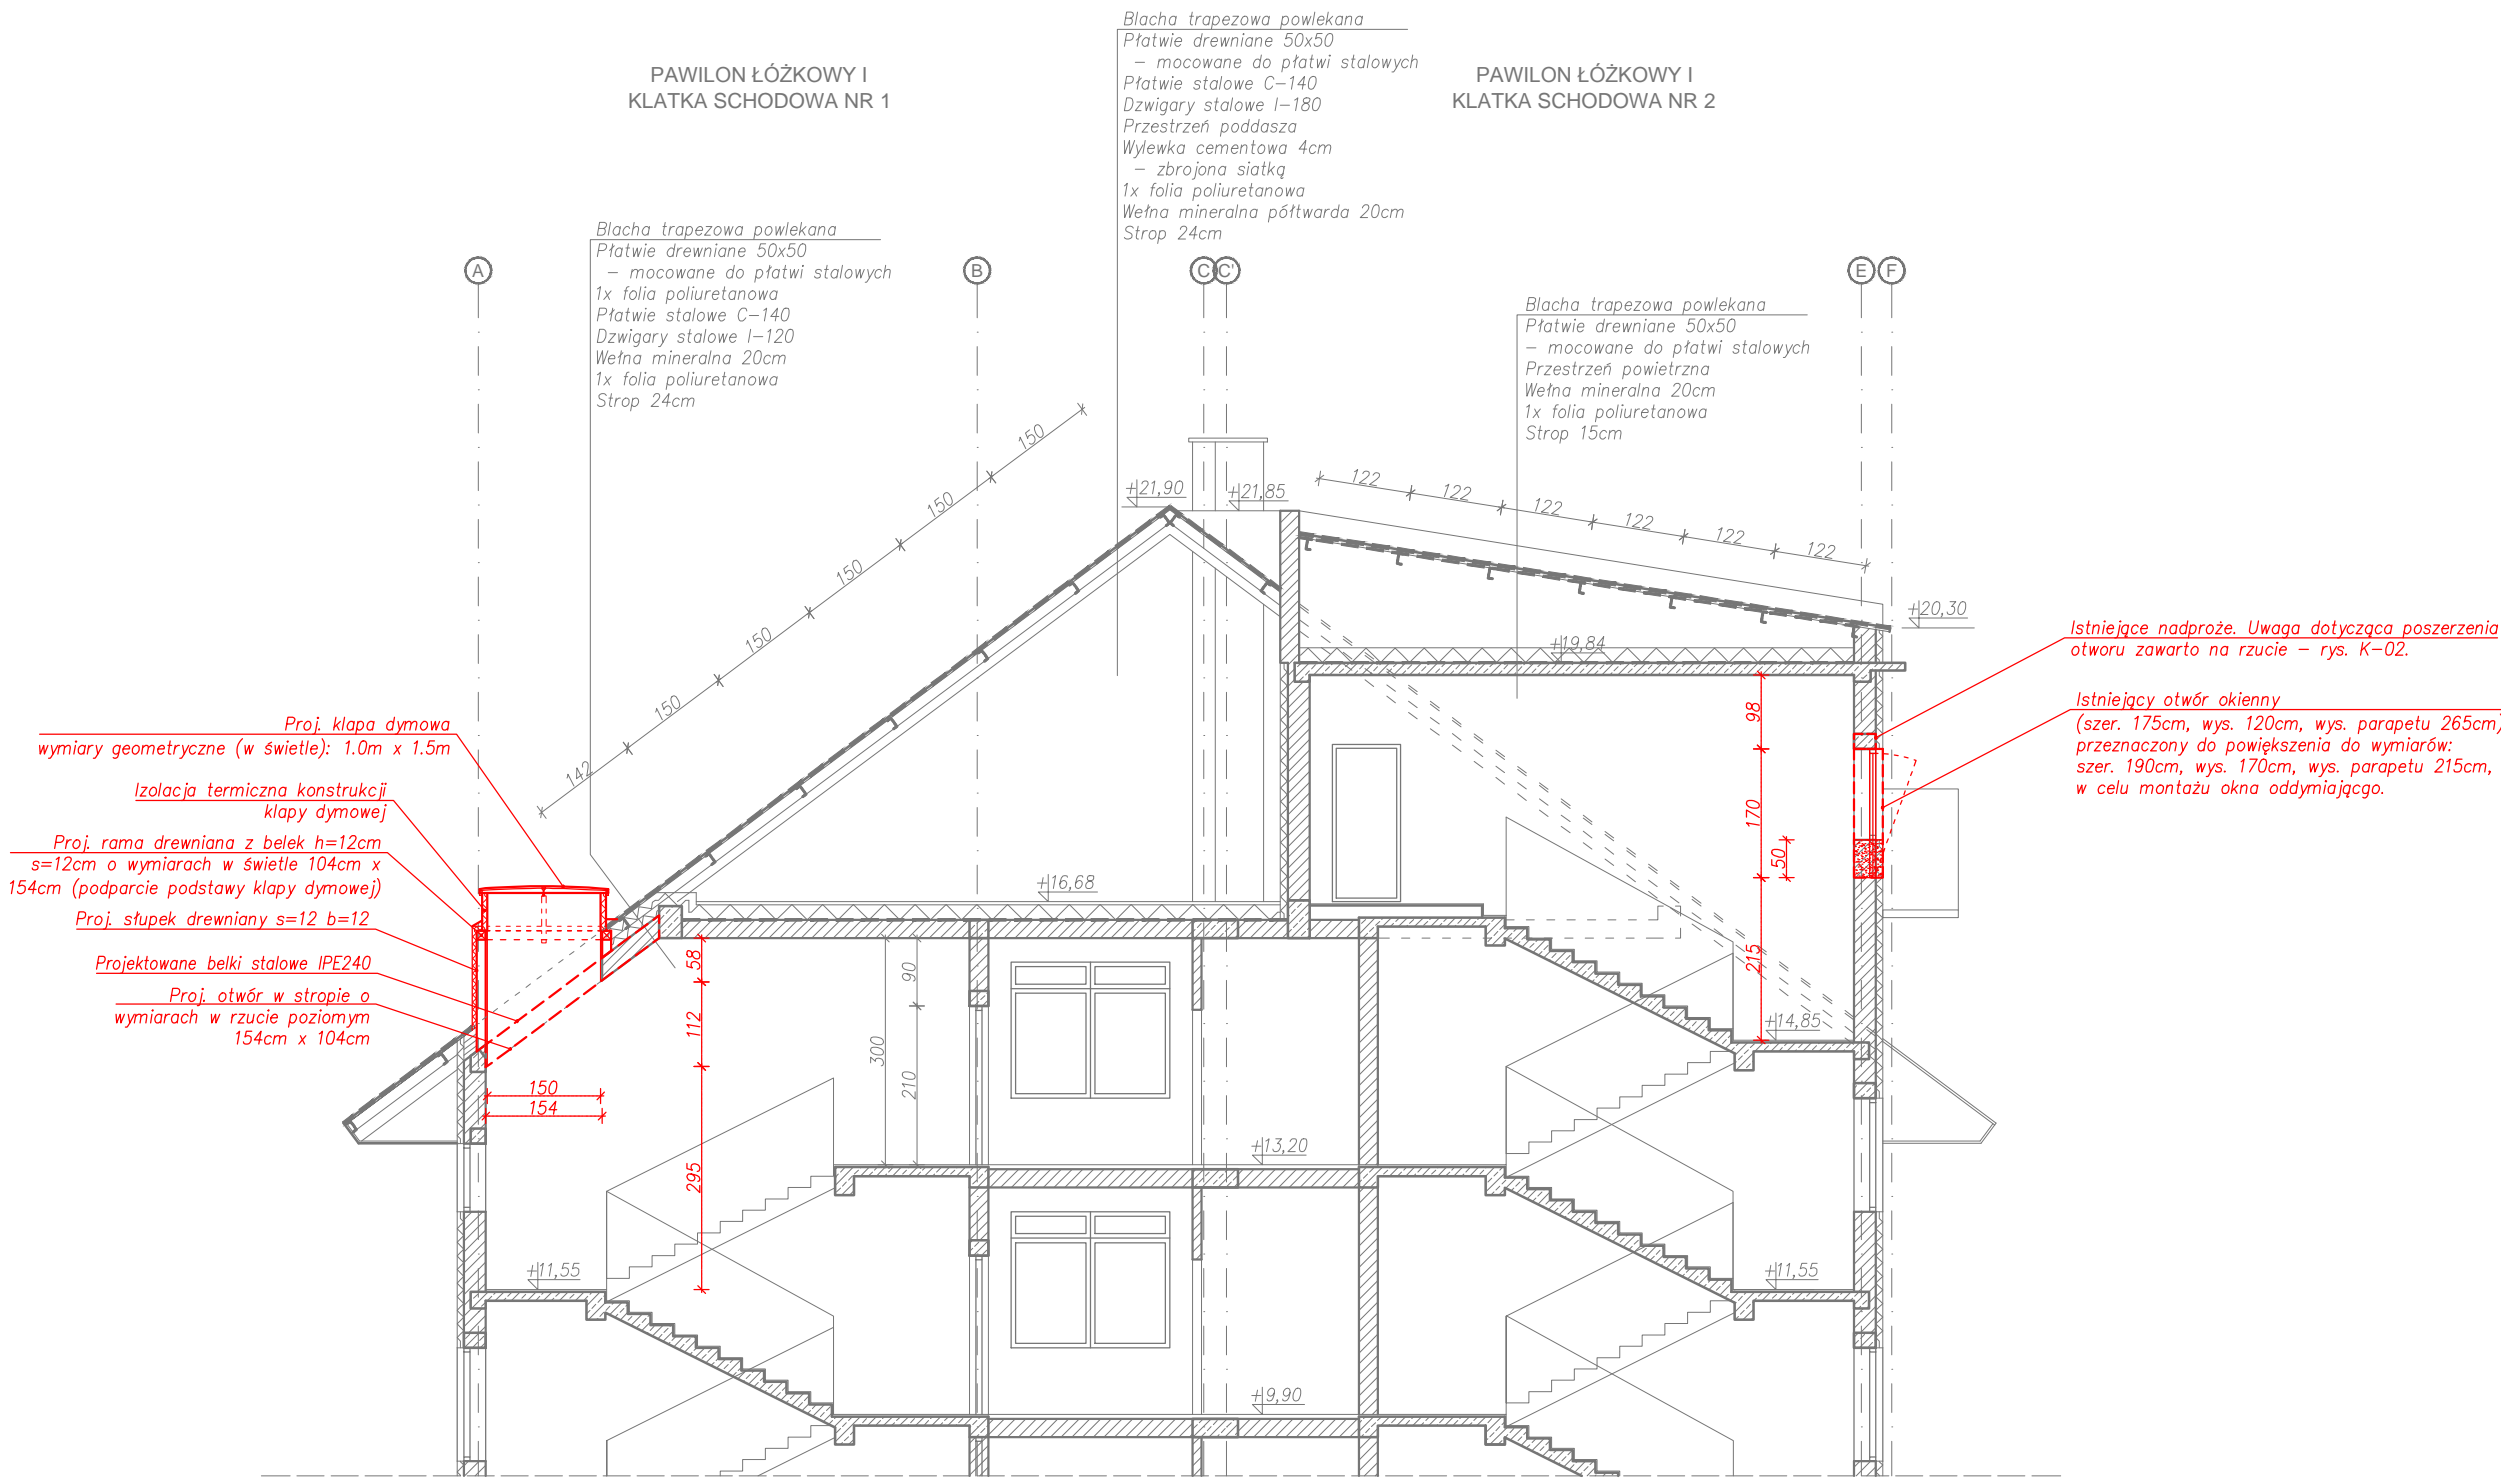 PAWILON ŁÓŻKOWY I
KLATKA SCHODOWA NR 1
Blacha trapezowa powlekana
Płatwie drewniane 50x50
– mocowane do płatwi stalowych
Płatwie stalowe C–140
Dzwigary stalowe I–180
Przestrzeń poddasza
Wylewka cementowa 4cm
– zbrojona siatką
1x folia poliuretanowa
Wełna mineralna półtwarda 20cm
Strop 24cm
PAWILON ŁÓŻKOWY I
KLATKA SCHODOWA NR 2
Blacha trapezowa powlekana
Płatwie drewniane 50x50
– mocowane do płatwi stalowych
1x folia poliuretanowa
Płatwie stalowe C–140
Dzwigary stalowe I–120
Wełna mineralna 20cm
1x folia poliuretanowa
Strop 24cm
A
B
C
C'
E
F
Blacha trapezowa powlekana
Płatwie drewniane 50x50
– mocowane do płatwi stalowych
Przestrzeń powietrzna
Wełna mineralna 20cm
1x folia poliuretanowa
Strop 15cm
142
150
150
150
150
150
150
+21,90
+21,85
122
122
122
122
122
122
+20,30
+19,84
Istniejące nadproże. Uwaga dotycząca poszerzenia
otworu zawarto na rzucie – rys. K–02.
Istniejący otwór okienny
(szer. 175cm, wys. 120cm, wys. parapetu 265cm)
przeznaczony do powiększenia do wymiarów:
szer. 190cm, wys. 170cm, wys. parapetu 215cm,
w celu montażu okna oddymiającgo.
Proj. klapa dymowa
wymiary geometryczne (w świetle): 1.0m x 1.5m
Izolacja termiczna konstrukcji
klapy dymowej
Proj. rama drewniana z belek h=12cm
s=12cm o wymiarach w świetle 104cm x
154cm (podparcie podstawy klapy dymowej)
Proj. słupek drewniany s=12 b=12
Projektowane belki stalowe IPE240
Proj. otwór w stropie o
wymiarach w rzucie poziomym
154cm x 104cm
98
170
50
215
+16,68
58
112
295
90
300
210
150
154
+14,85
+13,20
+11,55
+11,55
+9,90